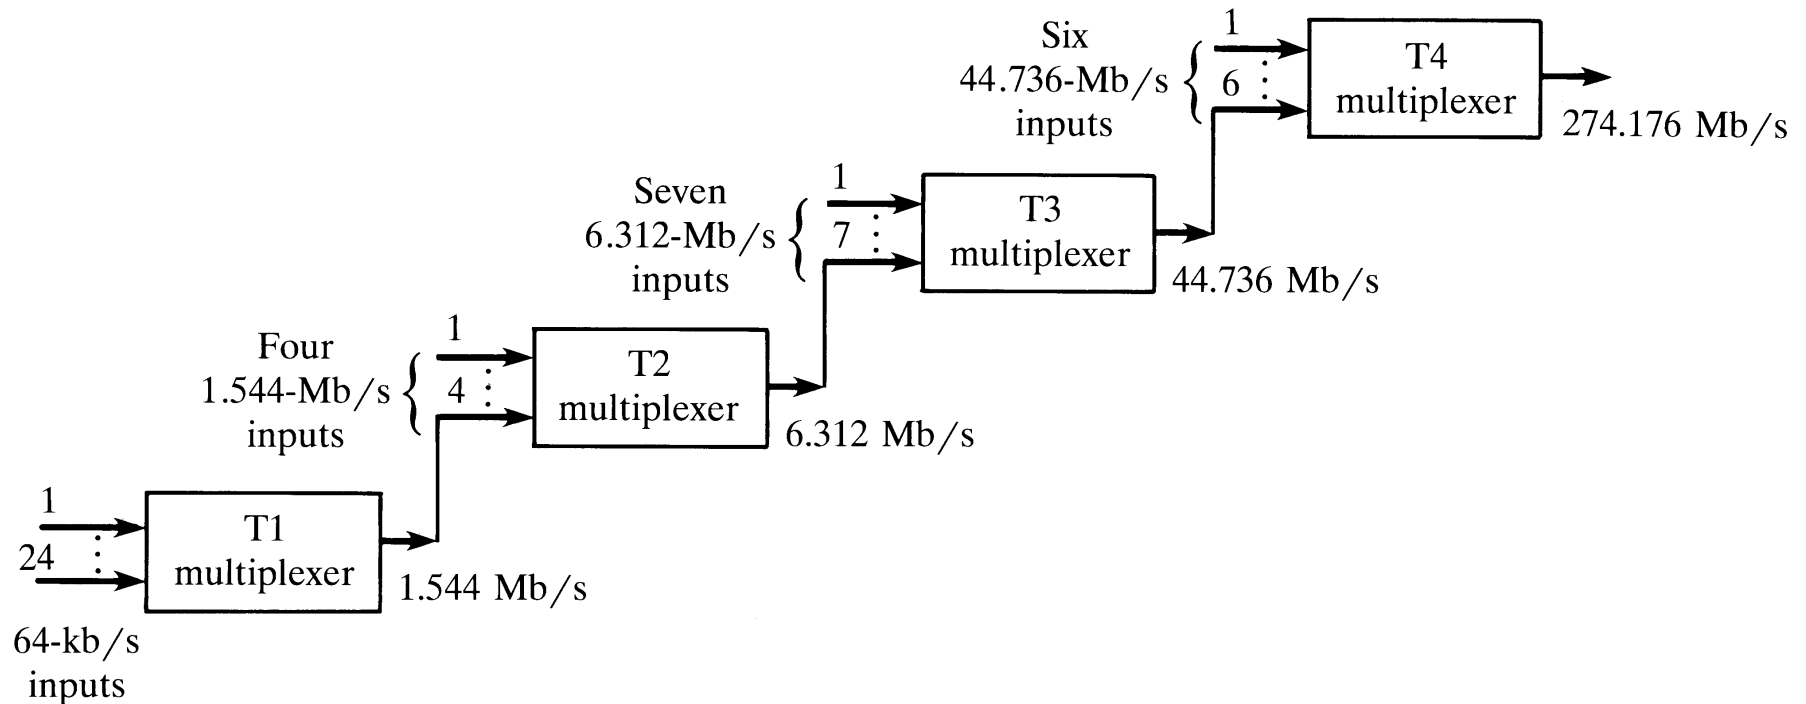 Six
44.736-Mb/s
inputs
1
6
T4
multiplexer
274.176 Mb/s
Seven
6.312-Mb/s
inputs
1
7
T3
multiplexer
44.736 Mb/s
Four
1.544-Mb/s
inputs
1
4
T2
multiplexer
6.312 Mb/s
1
24
64-kb/s
inputs
T1
multiplexer
1.544 Mb/s